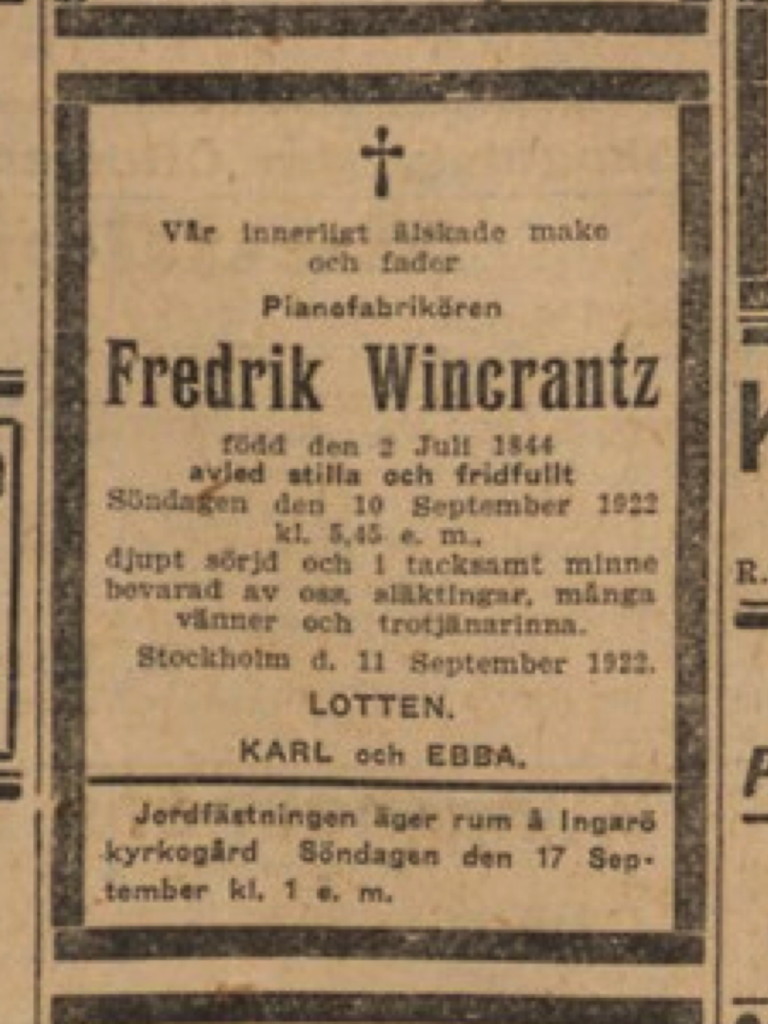 †
Vår innerligt älskade make
och fader
Pianofabrikören
Fredrik Wincrantz
född den 2 Juli 1844
avled stilla och fridfullt
Söndagen den 10 September 1922
kl. 5,45 e. m.,
djupt sörjd och i tacksamt minne
bevarad av oss, släktingar, många
vänner och trotjänarinna.
Stockholm d. 11 September 1922.
LOTTEN.
KARL och EBBA.
Jordfästningen äger rum å Ingarö
kyrkogård Söndagen den 17 Sep-
tember kl. 1 e. m.
R.